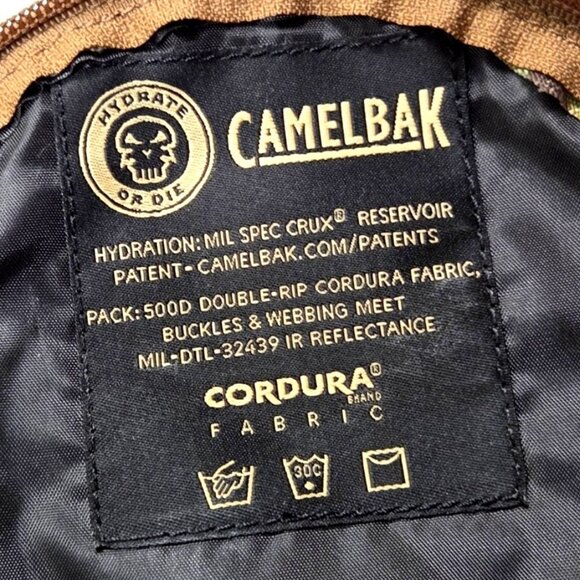 HYDRATE
OR DIE
CAMELBAK
HYDRATION: MIL SPEC CRUX® RESERVOIR
PATENT-CAMELBAK.COM/PATENTS
PACK: 500D DOUBLE-RIP CORDURA FABRIC,
BUCKLES & WEBBING MEET
MIL-DTL-32439 IR REFLECTANCE
CORDURA®
BRAND
FABRIC
30C